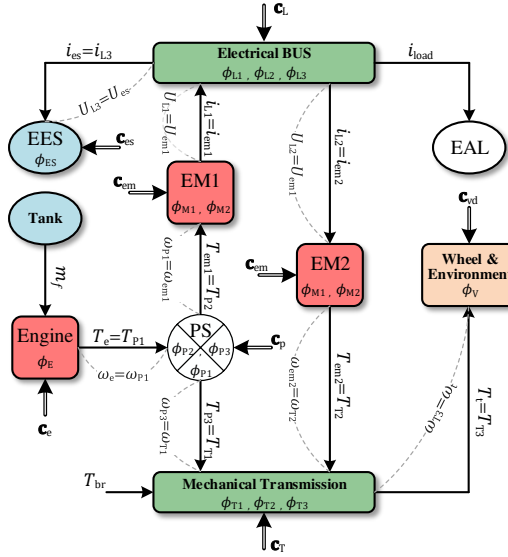 c_L
i_es=i_L3
Electrical BUS
ϕ_L1 , ϕ_L2 , ϕ_L3
i_load
U_L3=U_es
EES
ϕ_ES
c_es
U_L1=U_em1
i_L1=i_em1
U_L2=U_em1
i_L2=i_em2
EAL
c_em
EM1
ϕ_M1 , ϕ_M2
c_vd
Tank
ω_P1=ω_em1
T_em1=T_P2
c_em
EM2
ϕ_M1 , ϕ_M2
Wheel &
Environment
ϕ_V
m_f
Engine
ϕ_E
T_e=T_P1
ω_e=ω_P1
PS
ϕ_P2 , ϕ_P3
ϕ_P1
c_p
c_e
ω_P3=ω_T1
T_P3=T_T1
ω_em2=ω_T2
T_em2=T_T2
ω_T3=ω_t
T_t=T_T3
T_br
Mechanical Transmission
ϕ_T1 , ϕ_T2 , ϕ_T3
c_T